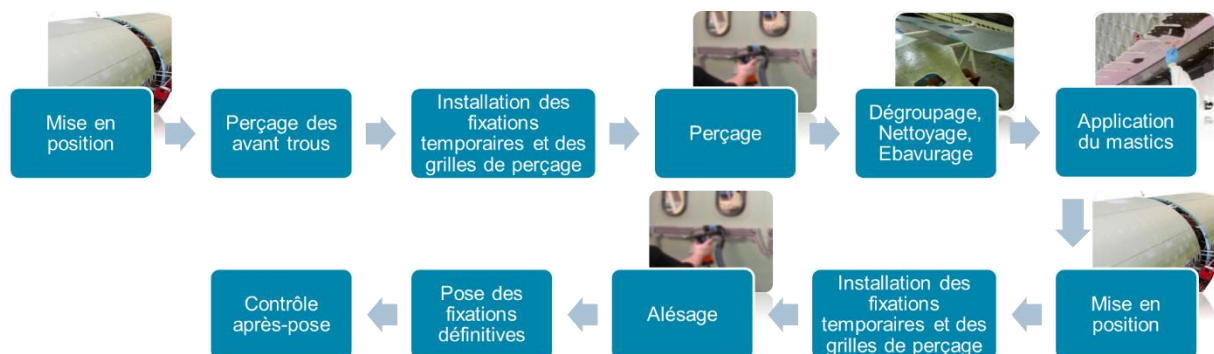 Mise en
position
Perçage des
avant trous
Installation des
fixations
temporaires et des
grilles de perçage
Perçage
Dégroupage,
Nettoyage,
Ebavurage
Application
du mastics
Mise en
position
Installation des
fixations
temporaires et des
grilles de perçage
Alésage
Pose des
fixations
définitives
Contrôle
après-pose